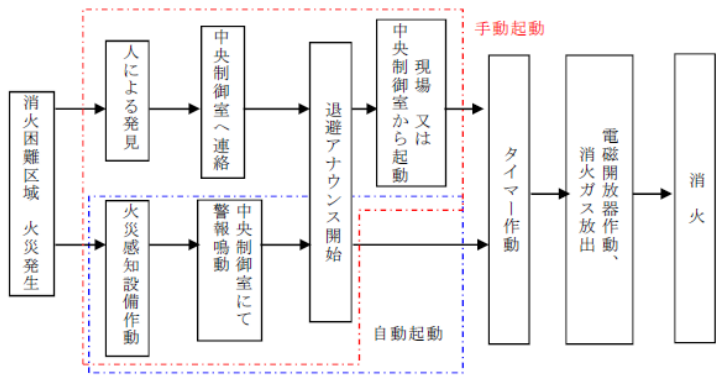 手動起動
消火困難区域　火災発生
人による発見
中央制御室へ連絡
退避アナウンス開始
現場　又は
中央制御室から起動
火災感知設備作動
中央制御室にて
警報鳴動
自動起動
タイマー作動
電磁開放器作動、
消火ガス放出
消火